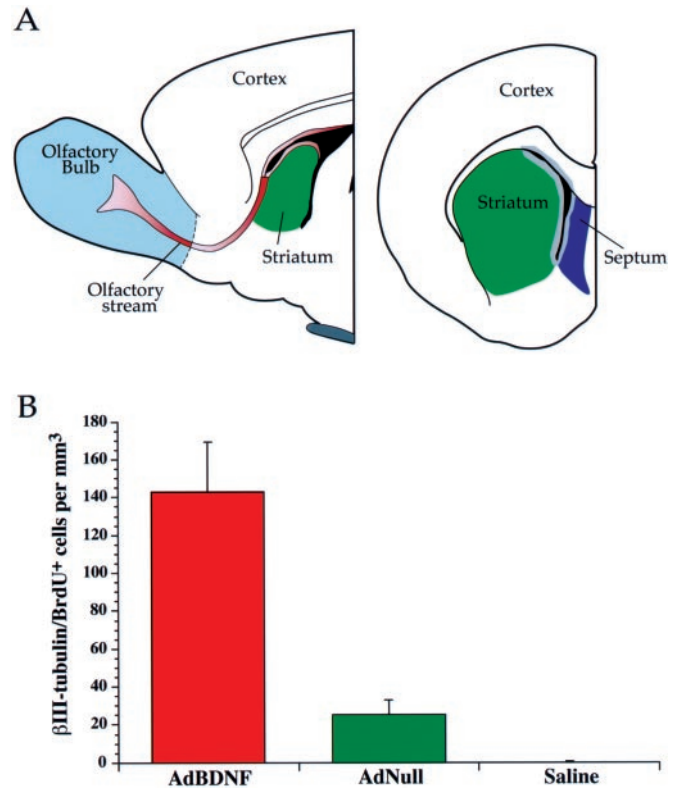 A
Cortex
Olfactory
Bulb
Striatum
Olfactory
stream
Cortex
Striatum
Septum
B
βIII-tubulin/BrdU+ cells per mm3
180
160
140
120
100
80
60
40
20
0
AdBDNF
AdNull
Saline